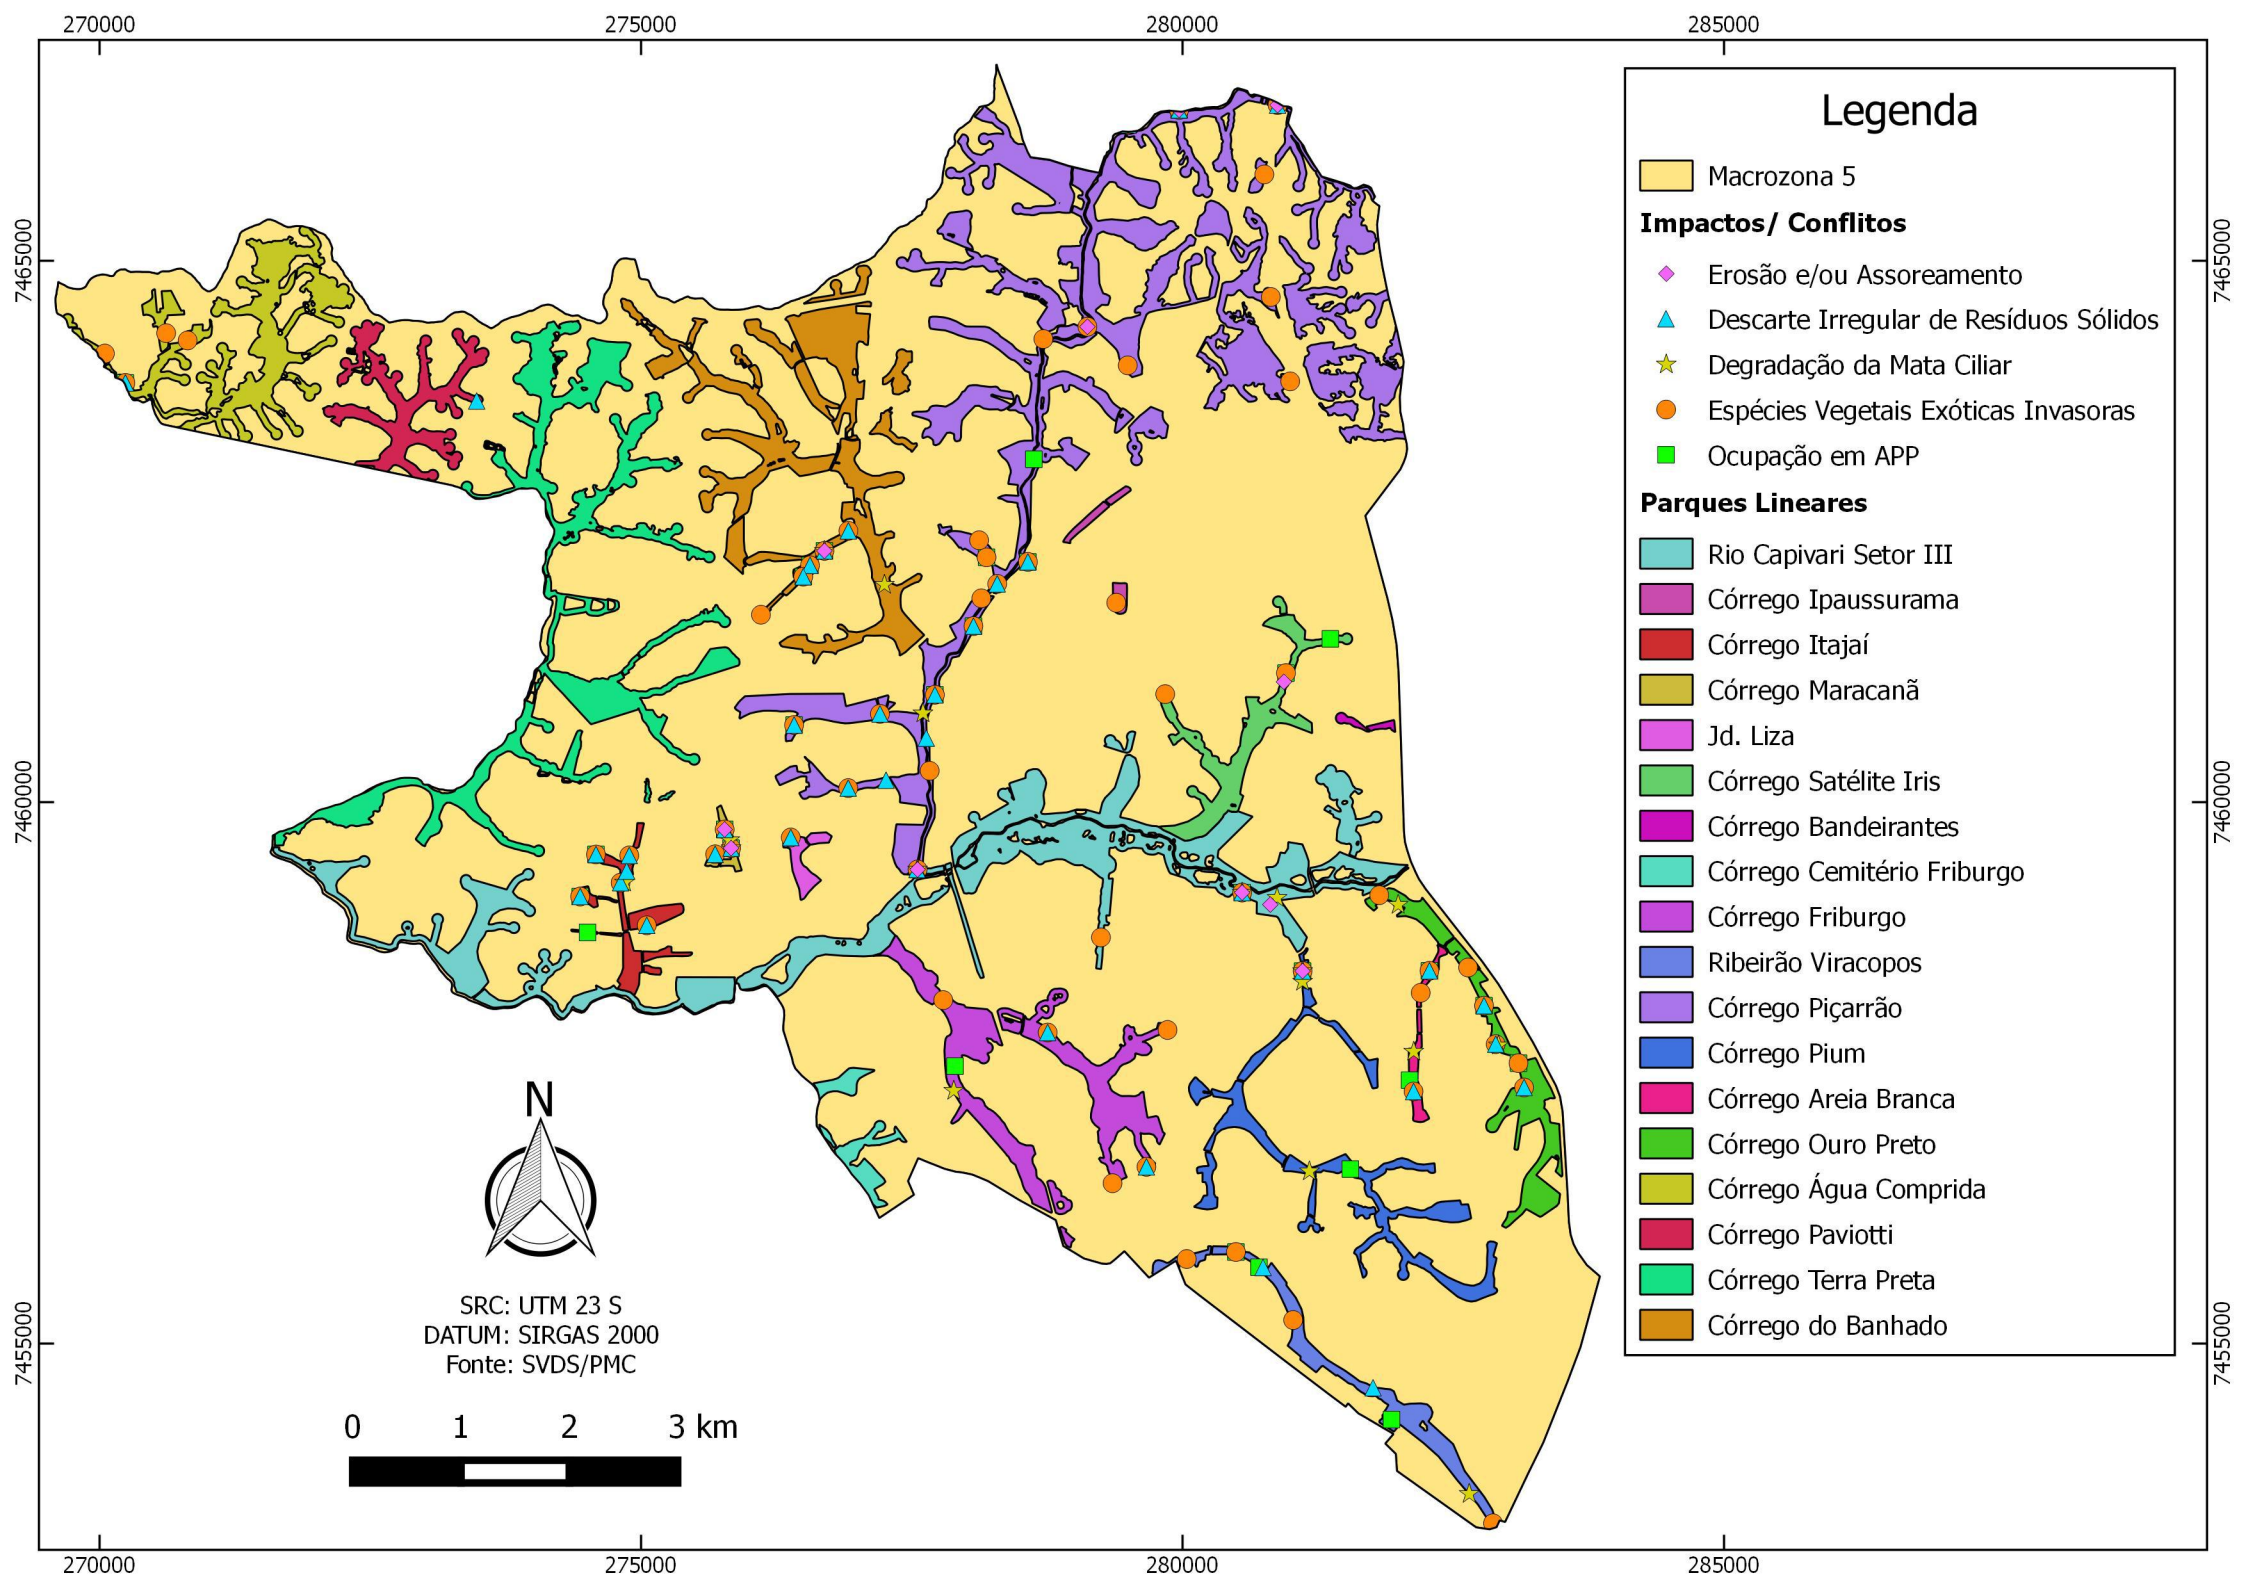 270000 275000 280000 285000
7465000 7465000
7460000 7460000
7455000 7455000
Legenda
Macrozona 5
Impactos/ Conflitos
Erosão e/ou Assoreamento
Descarte Irregular de Resíduos Sólidos
Degradação da Mata Ciliar
Espécies Vegetais Exóticas Invasoras
Ocupação em APP
Parques Lineares
Rio Capivari Setor III
Córrego Ipaussurama
Córrego Itajaí
Córrego Maracanã
Jd. Liza
Córrego Satélite Iris
Córrego Bandeirantes
Córrego Cemitério Friburgo
Córrego Friburgo
Ribeirão Viracopos
Córrego Piçarrão
Córrego Pium
Córrego Areia Branca
Córrego Ouro Preto
Córrego Água Comprida
Córrego Paviotti
Córrego Terra Preta
Córrego do Banhado
N
SRC: UTM 23 S
DATUM: SIRGAS 2000
Fonte: SVDS/PMC
0 1 2 3 km
270000 275000 280000 285000